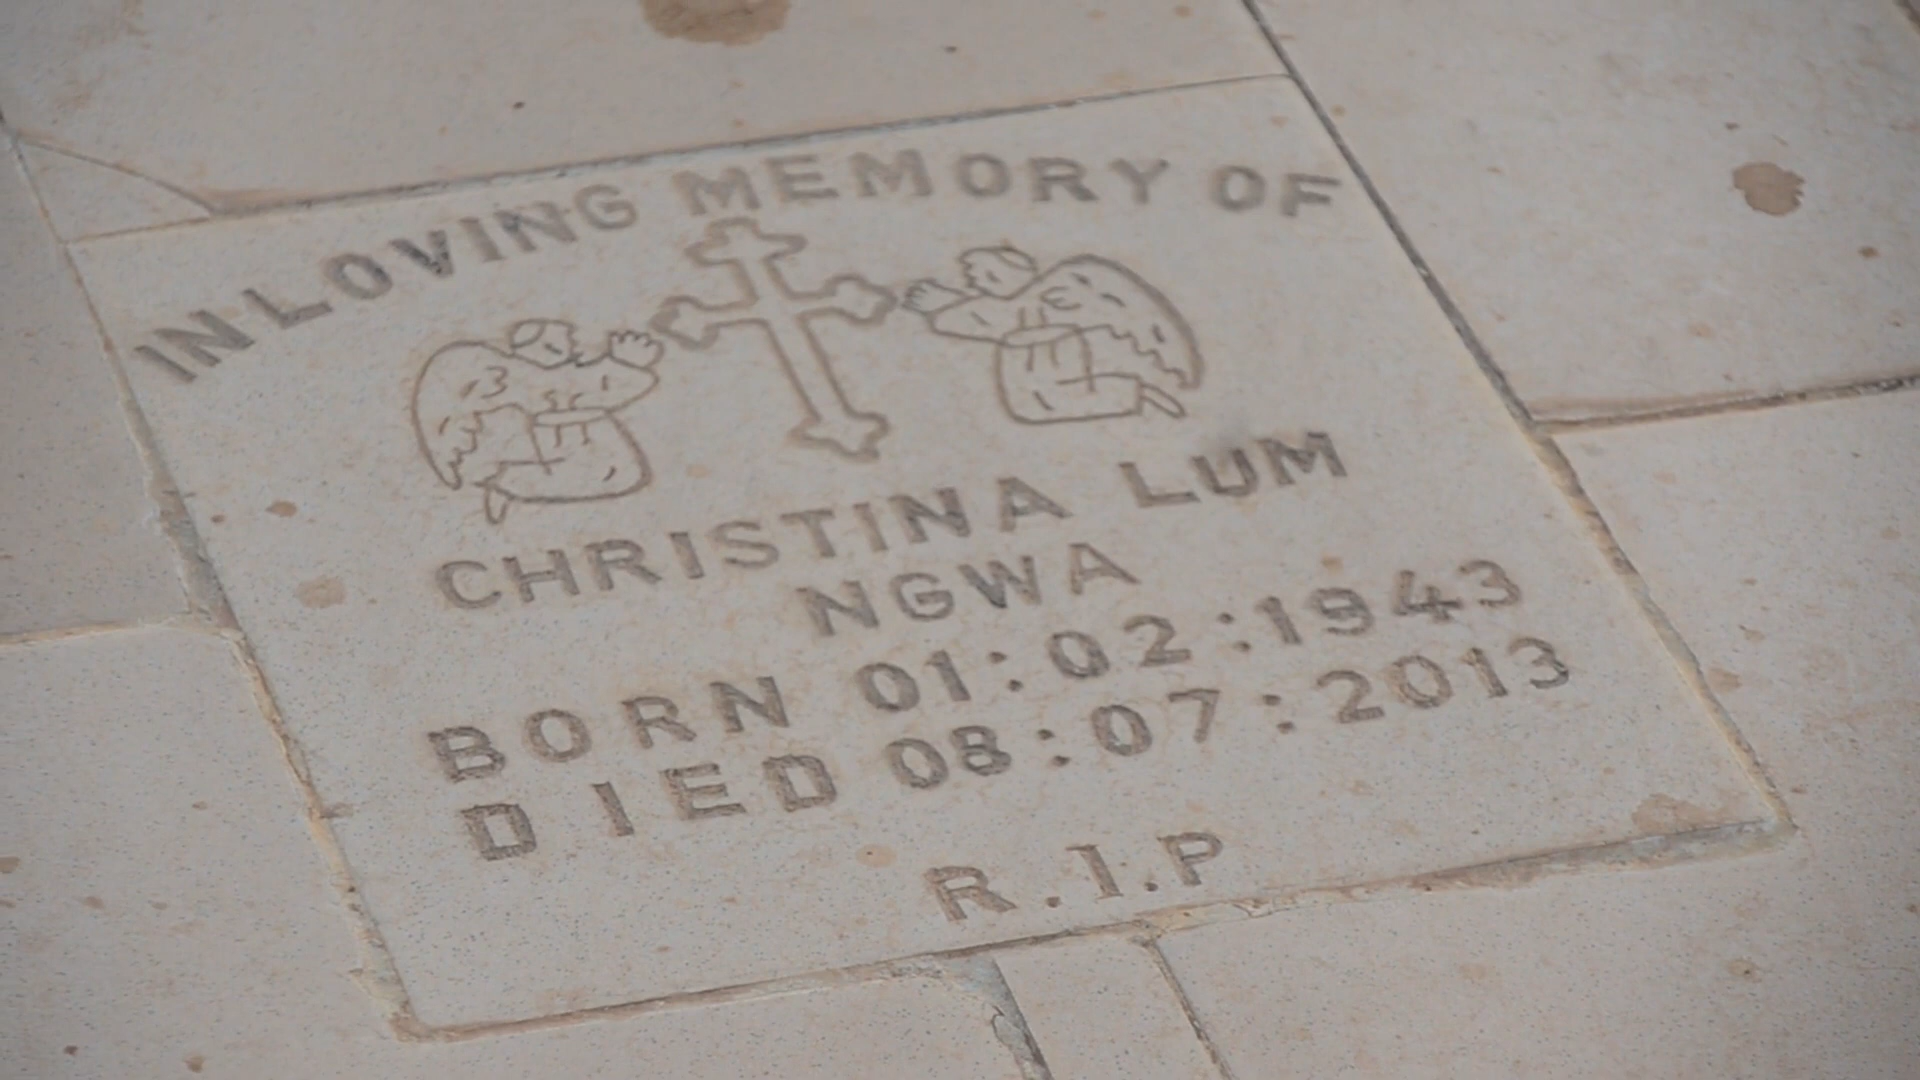 IN LOVING MEMORY OF
CHRISTINA LUM
NGWA
BORN 01:02:1943
DIED 08:07:2013
R.I.P